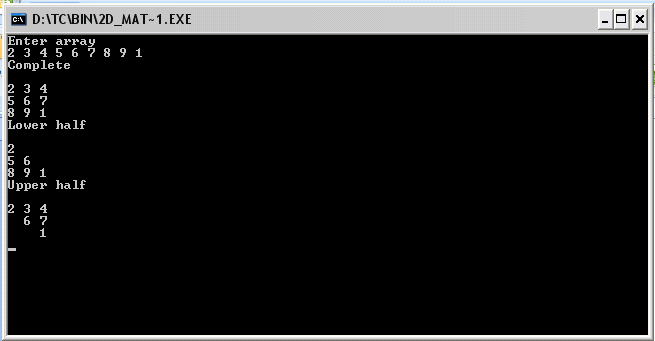 D:\TC\BIN\2D_MAT~1.EXE
Enter array
2 3 4 5 6 7 8 9 1
Complete
2 3 4
5 6 7
8 9 1
Lower half
2
5 6
8 9 1
Upper half
2 3 4
  6 7
    1